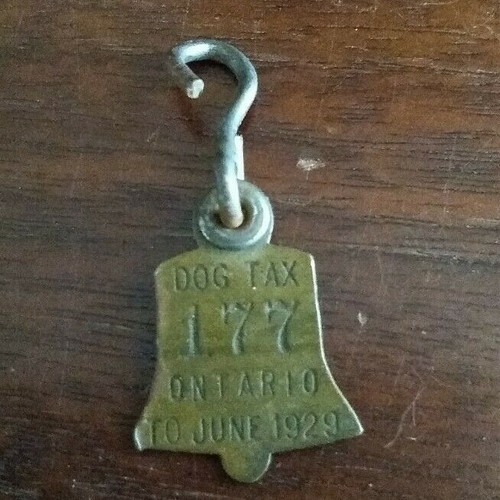 DOG TAX
177
ONTARIO
TO JUNE 1929